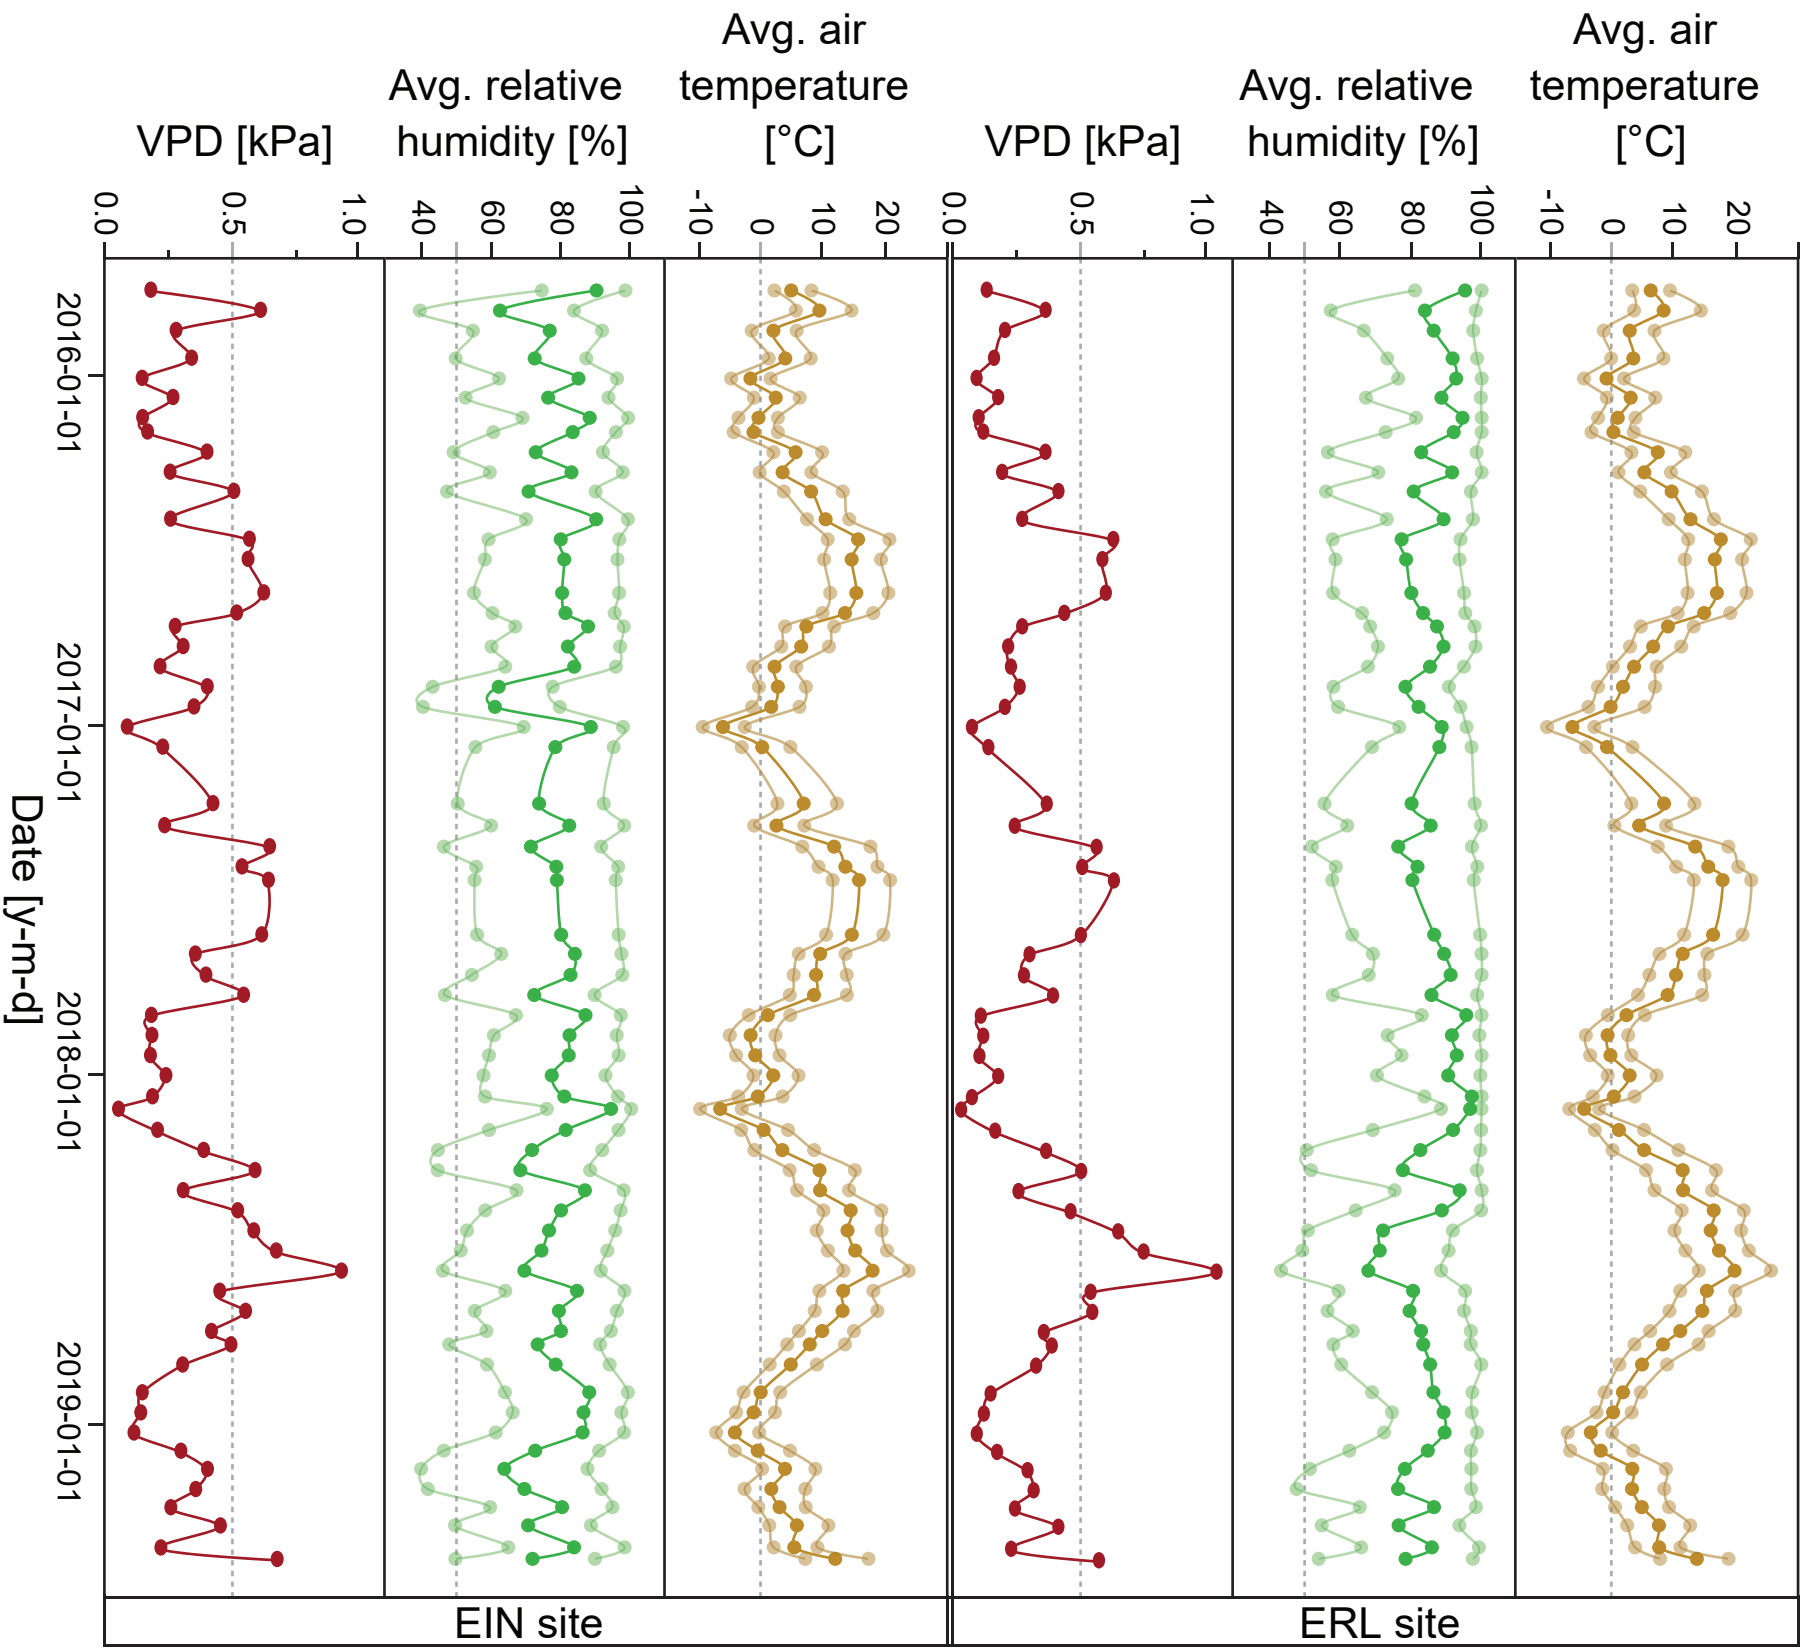 Avg. air
temperature
[°C]
Avg. relative
humidity [%]
VPD [kPa]
Avg. air
temperature
[°C]
Avg. relative
humidity [%]
VPD [kPa]
0.0
0.5
1.0
40
60
80
100
-10
0
10
20
0.0
0.5
1.0
40
60
80
100
-10
0
10
20
2016-01-01
2017-01-01
2018-01-01
2019-01-01
Date [y-m-d]
EIN site
ERL site